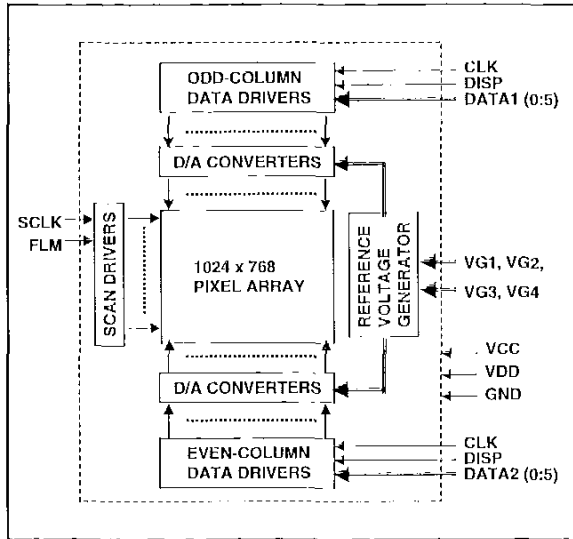 ODD-COLUMN
DATA DRIVERS
CLK
DISP
DATA1 (0:5)
D/A CONVERTERS
SCLK
FLM
SCAN DRIVERS
1024 x 768
PIXEL ARRAY
REFERENCE
VOLTAGE
GENERATOR
VG1, VG2,
VG3, VG4
VCC
VDD
GND
D/A CONVERTERS
EVEN-COLUMN
DATA DRIVERS
CLK
DISP
DATA2 (0:5)